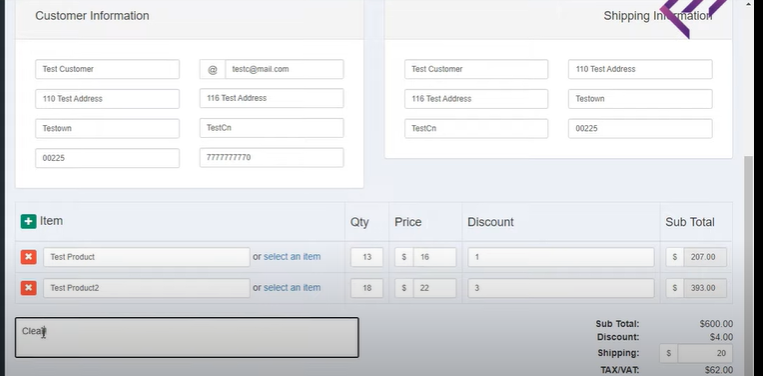 Customer Information
Shipping Information
Test Customer
@ testc@mail.com
110 Test Address
116 Test Address
Testown
TestCn
00225
7777777770
Test Customer
110 Test Address
116 Test Address
Testown
TestCn
00225
+ Item Qty Price Discount Sub Total
Test Product or select an item 13 $ 16 1 $ 207.00
Test Product2 or select an item 18 $ 22 3 $ 393.00
Clea
Sub Total: $600.00
Discount: $4.00
Shipping: $ 20
TAX/VAT: $62.00